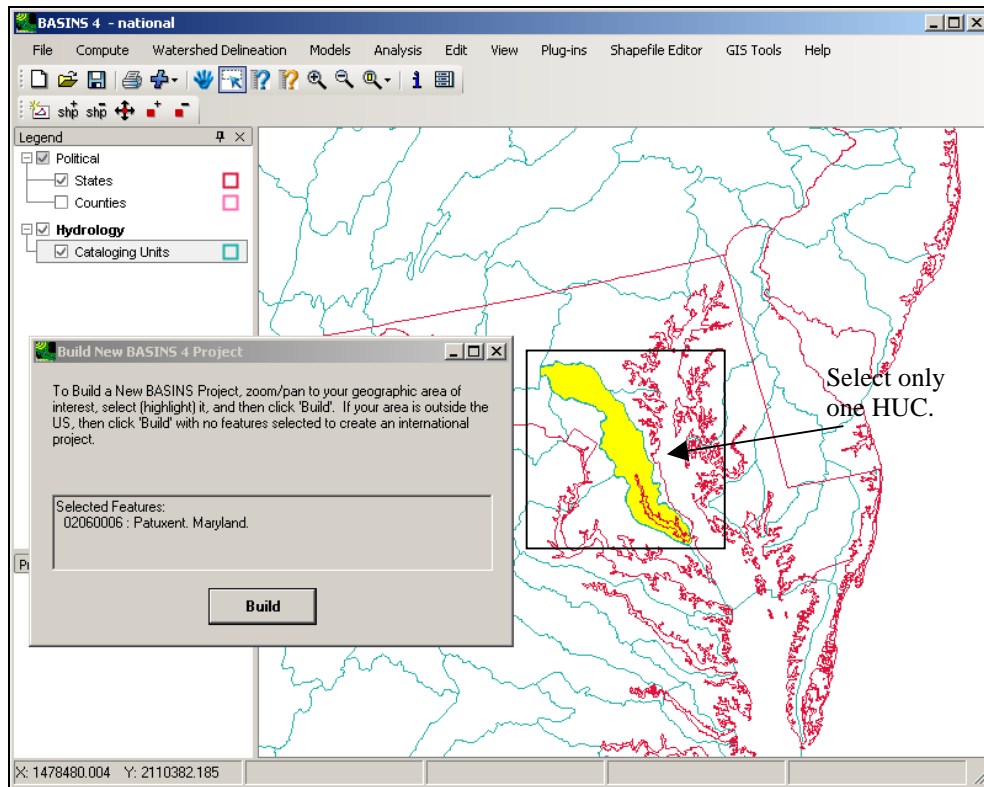 BASINS 4 - national
File Compute Watershed Delineation Models Analysis Edit View Plug-ins Shapefile Editor GIS Tools Help
shp shp
Legend
Political
States
Counties
Hydrology
Cataloging Units
Build New BASINS 4 Project
To Build a New BASINS Project, zoom/pan to your geographic area of
interest, select (highlight) it, and then click 'Build'. If your area is outside the
US, then click 'Build' with no features selected to create an international
project.
Selected Features:
02060006 : Patuxent. Maryland.
Build
Select only
one HUC.
X: 1478480.004 Y: 2110382.185